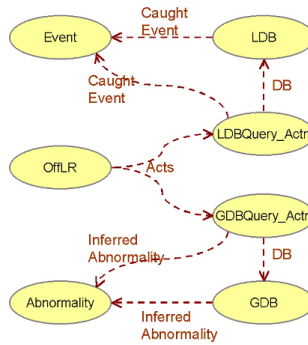 Caught
Event
Event
LDB
Caught
Event
DB
LDBQuery_Actr
OffLR
Acts
GDBQuery_Actr
Inferred
Abnormality
DB
Abnormality
GDB
Inferred
Abnormality